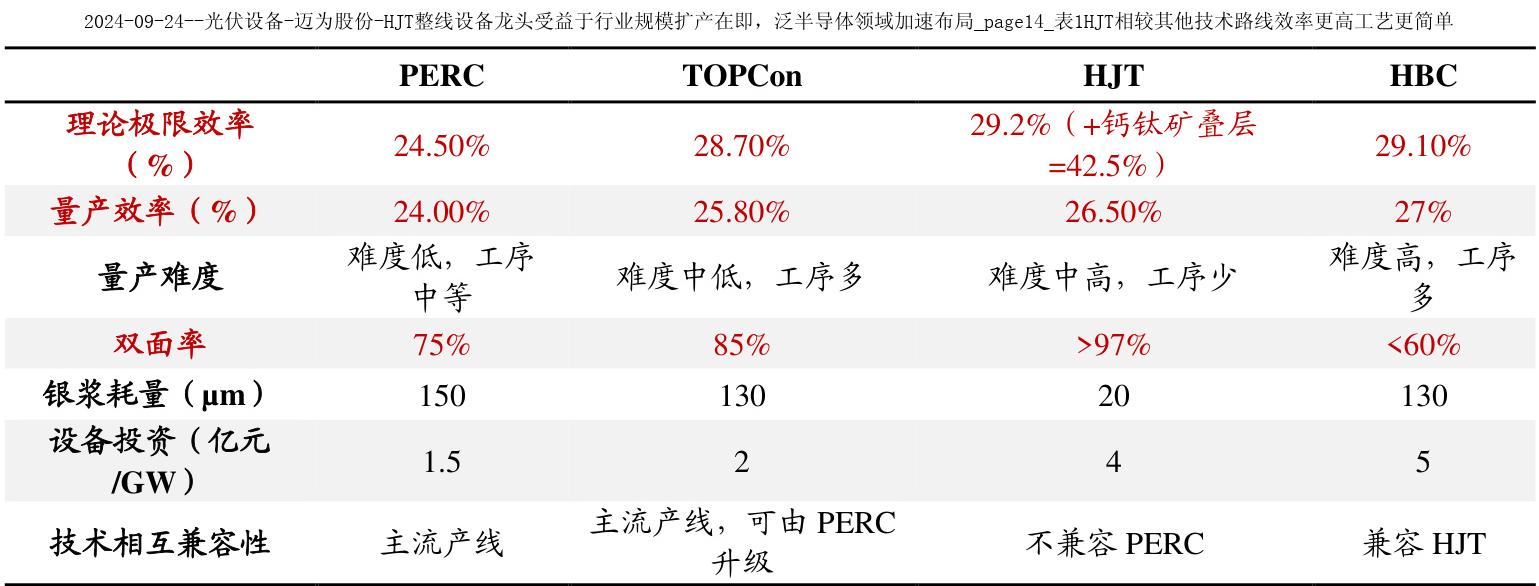 2024-09-24--光伏设备-迈为股份-HJT整线设备龙头受益于行业规模扩产在即，泛半导体领域加速布局_page14_表1HJT相较其他技术路线效率更高工艺更简单
PERC TOPCon HJT HBC
理论极限效率（%） 24.50% 28.70% 29.2%（+钙钛矿叠层=42.5%） 29.10%
量产效率（%） 24.00% 25.80% 26.50% 27%
量产难度 难度低，工序中等 难度中低，工序多 难度中高，工序少 难度高，工序多
双面率 75% 85% >97% <60%
银浆耗量（μm） 150 130 20 130
设备投资（亿元/GW） 1.5 2 4 5
技术相互兼容性 主流产线 主流产线，可由 PERC 升级 不兼容 PERC 兼容 HJT